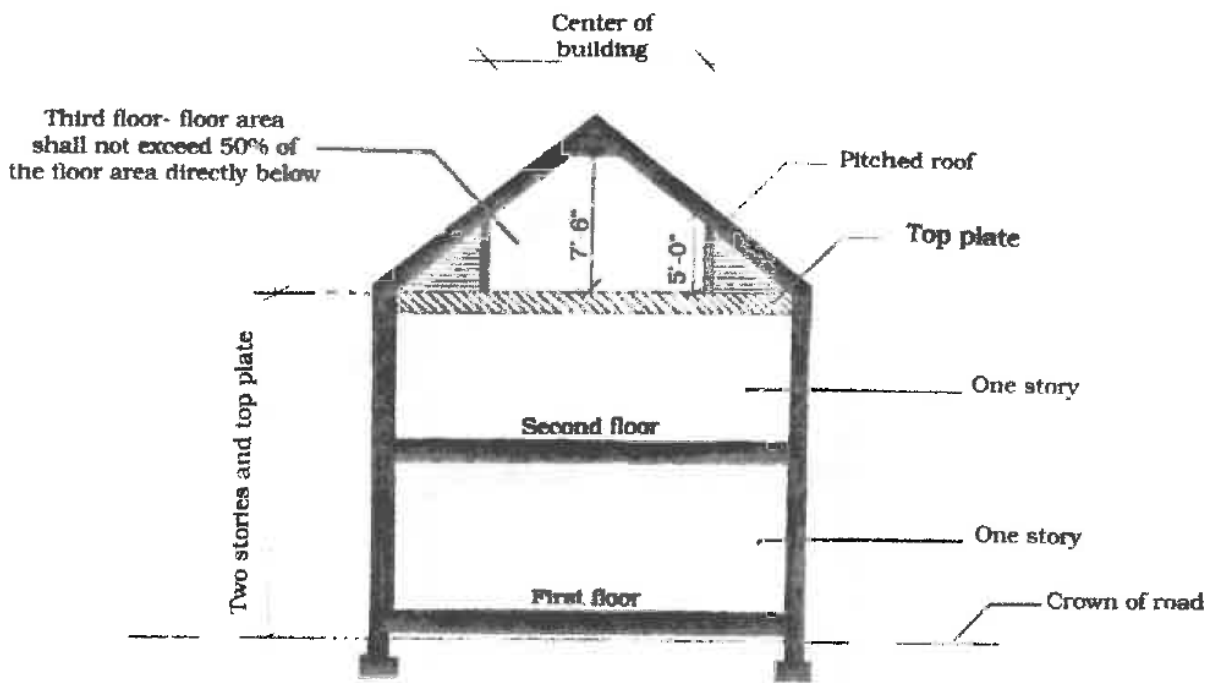 Center of
building
Third floor- floor area
shall not exceed 50% of
the floor area directly below
Pitched roof
7'-6"
5'-0"
Top plate
Two stories and top plate
One story
Second floor
One story
First floor
Crown of road